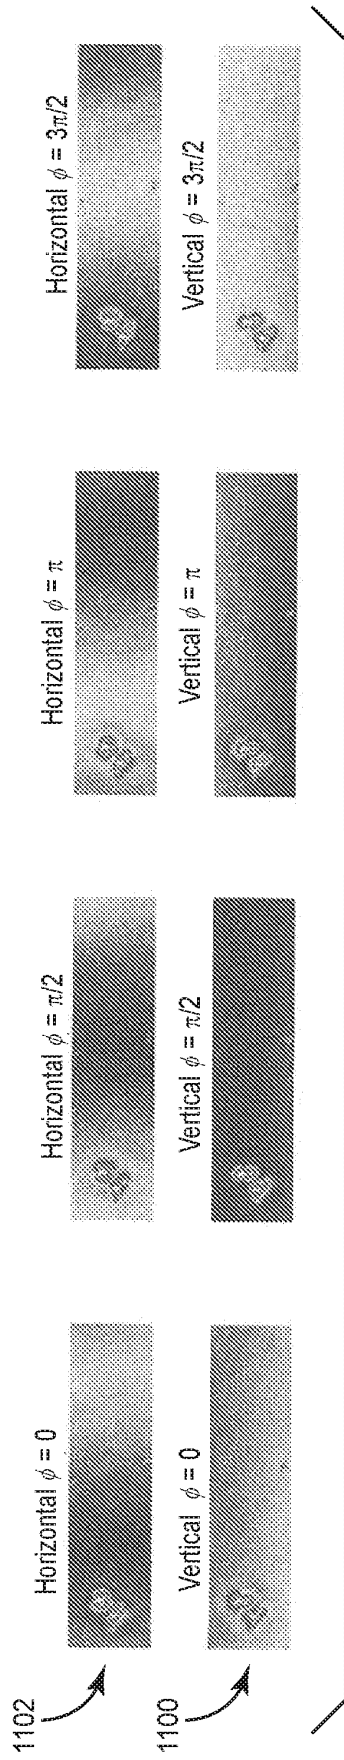 1102
Horizontal ϕ = 0
Horizontal ϕ = π/2
Horizontal ϕ = π
Horizontal ϕ = 3π/2
1100
Vertical ϕ = 0
Vertical ϕ = π/2
Vertical ϕ = π
Vertical ϕ = 3π/2